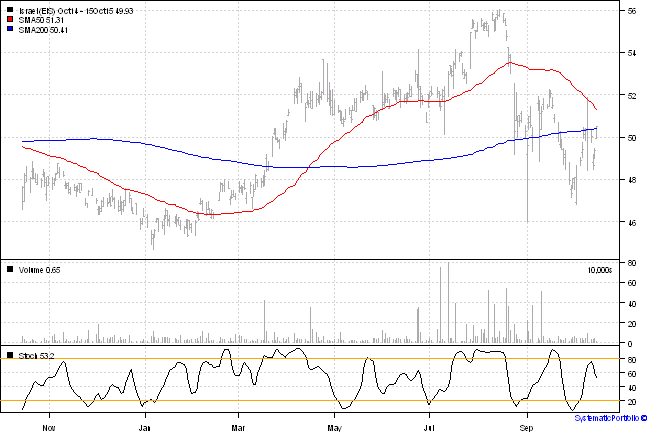 Israel (EIS) Oct14 - 15Oct15 49.93
SMA50 51.31
SMA200 50.41
56
54
52
50
48
46
Volume 0.65
10,000s
80
60
40
20
0
Stoch 53.2
80
60
40
20
Nov Jan Mar May Jul Sep
SystematicPortfolio ©